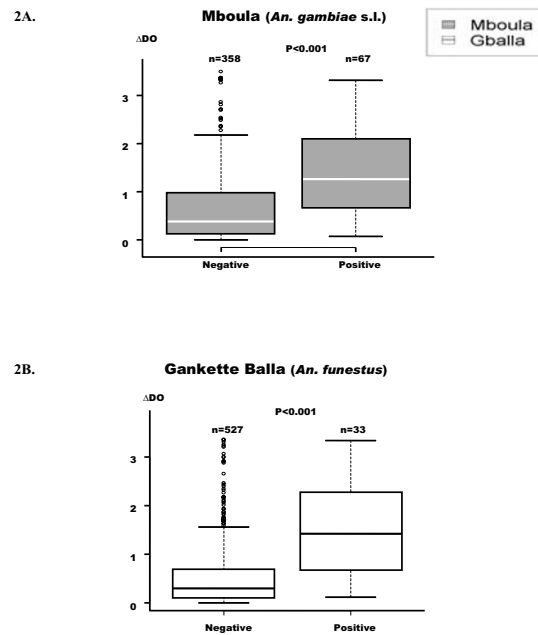 2A.
Mboula (An. gambiae s.l.)
Mboula
Gballa
ΔDO
P<0.001
n=358
n=67
3
2
1
0
Negative
Positive
2B.
Gankette Balla (An. funestus)
ΔDO
P<0.001
n=527
n=33
3
2
1
0
Negative
Positive